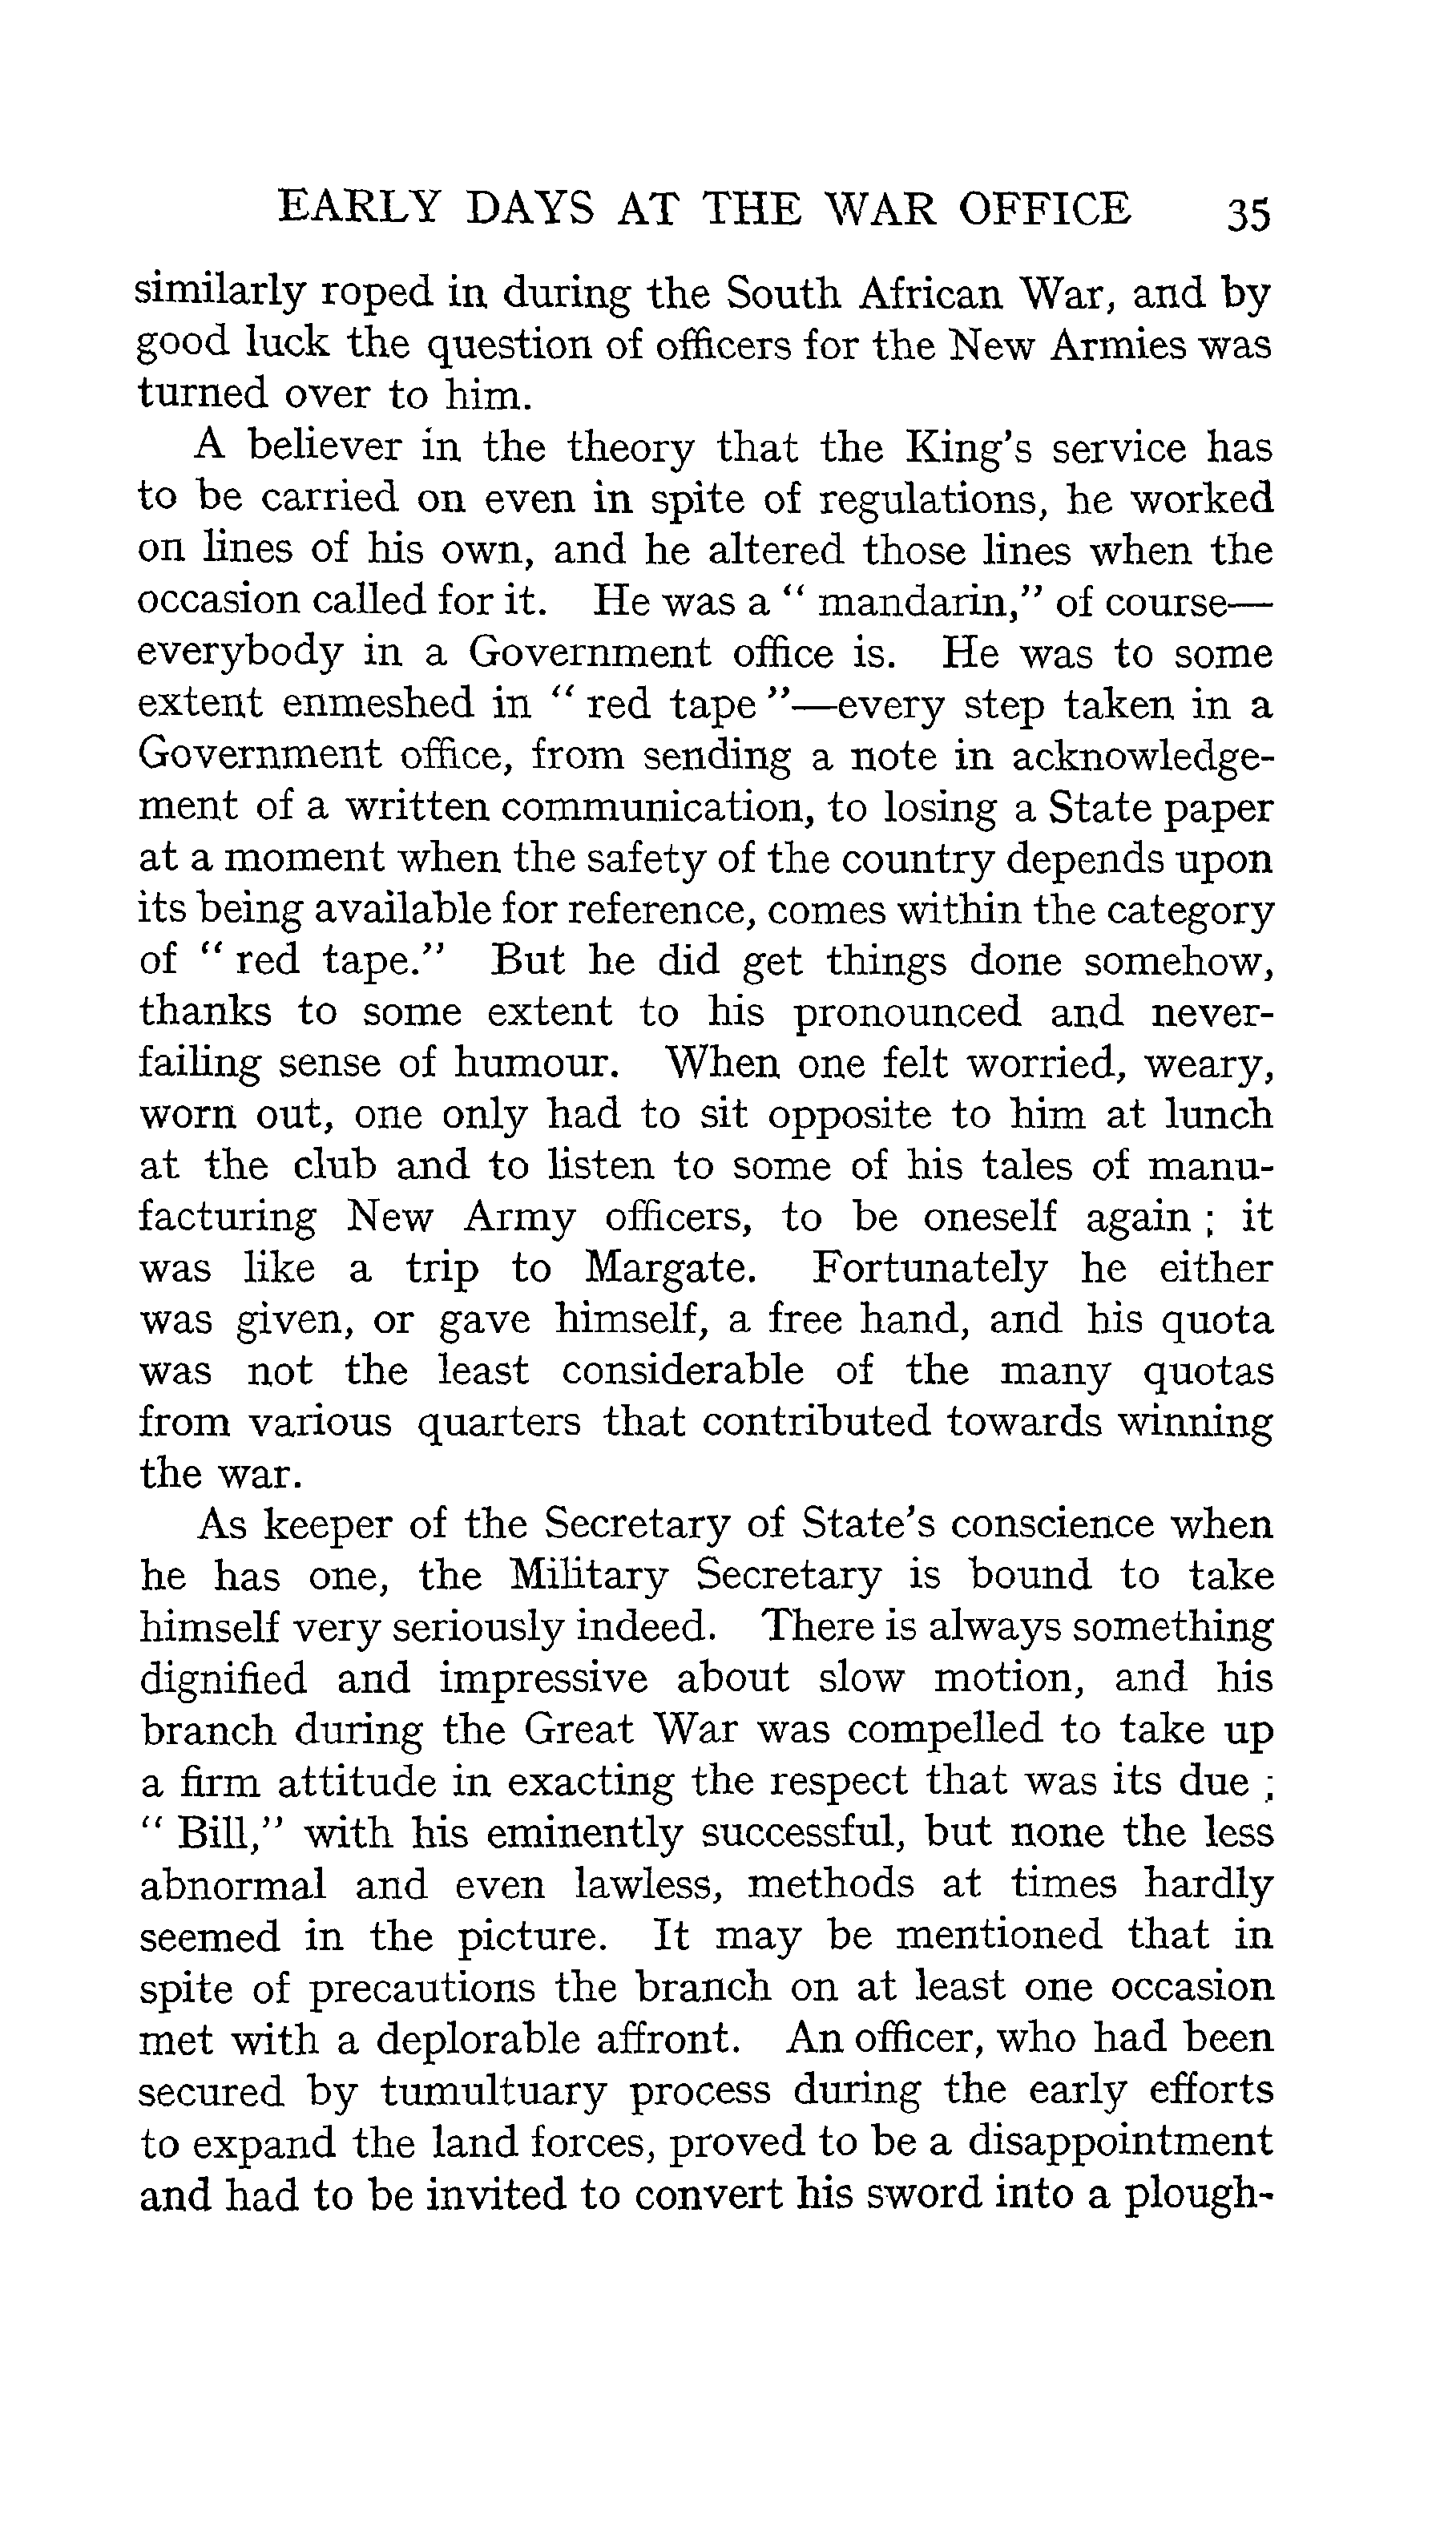 EARLY DAYS AT THE WAR OFFICE 35
similarly roped in during the South African War, and by
good luck the question of officers for the New Armies was
turned over to him.
A believer in the theory that the King's service has
to be carried on even in spite of regulations, he worked
on lines of his own, and he altered those lines when the
occasion called for it. He was a " mandarin," of course—
everybody in a Government office is. He was to some
extent enmeshed in " red tape "—every step taken in a
Government office, from sending a note in acknowledge-
ment of a written communication, to losing a State paper
at a moment when the safety of the country depends upon
its being available for reference, comes within the category
of " red tape." But he did get things done somehow,
thanks to some extent to his pronounced and never-
failing sense of humour. When one felt worried, weary,
worn out, one only had to sit opposite to him at lunch
at the club and to listen to some of his tales of manu-
facturing New Army officers, to be oneself again ; it
was like a trip to Margate. Fortunately he either
was given, or gave himself, a free hand, and his quota
was not the least considerable of the many quotas
from various quarters that contributed towards winning
the war.
As keeper of the Secretary of State's conscience when
he has one, the Military Secretary is bound to take
himself very seriously indeed. There is always something
dignified and impressive about slow motion, and his
branch during the Great War was compelled to take up
a firm attitude in exacting the respect that was its due ;
" Bill," with his eminently successful, but none the less
abnormal and even lawless, methods at times hardly
seemed in the picture. It may be mentioned that in
spite of precautions the branch on at least one occasion
met with a deplorable affront. An officer, who had been
secured by tumultuary process during the early efforts
to expand the land forces, proved to be a disappointment
and had to be invited to convert his sword into a plough-